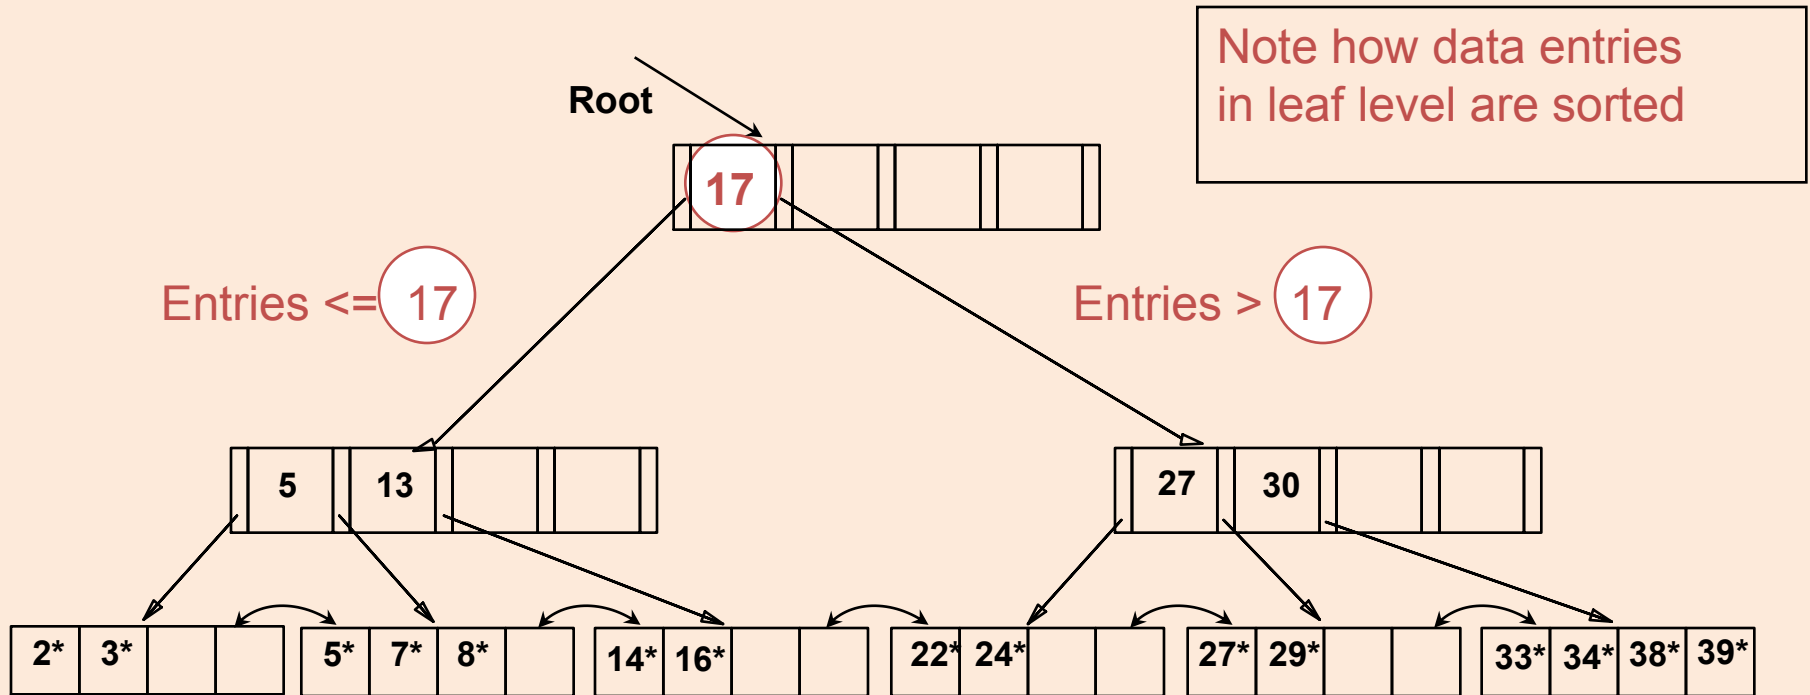 Note how data entries
in leaf level are sorted
Root
17
Entries <= 17
Entries > 17
5 13
27 30
2* 3*
5* 7* 8*
14* 16*
22* 24*
27* 29*
33* 34* 38* 39*